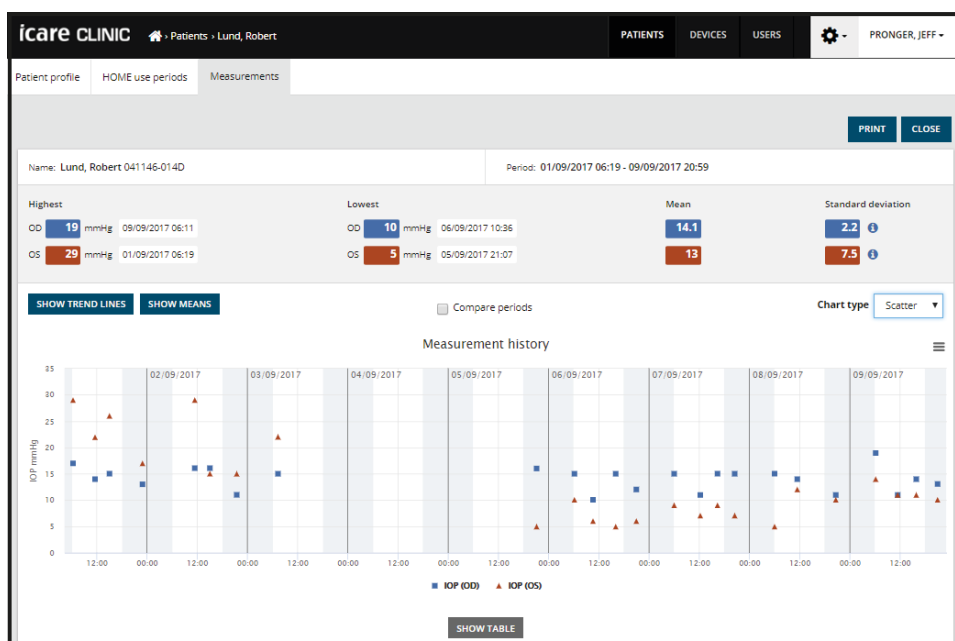 icare CLINIC › Patients › Lund, Robert PATIENTS DEVICES USERS PRONGER, JEFF
Patient profile HOME use periods Measurements
PRINT CLOSE
Name: Lund, Robert 041146-014D Period: 01/09/2017 06:19 - 09/09/2017 20:59
Highest Lowest Mean Standard deviation
OD 19 mmHg 09/09/2017 06:11 OD 10 mmHg 06/09/2017 10:36 14.1 2.2 i
OS 29 mmHg 01/09/2017 06:19 OS 5 mmHg 05/09/2017 21:07 13 7.5 i
SHOW TREND LINES SHOW MEANS Compare periods Chart type Scatter
Measurement history
35 02/09/2017 03/09/2017 04/09/2017 05/09/2017 06/09/2017 07/09/2017 08/09/2017 09/09/2017
30
25
20
15
10
5
0
IOP mmHg
12:00 00:00 12:00 00:00 12:00 00:00 12:00 00:00 12:00 00:00 12:00 00:00 12:00 00:00 12:00 00:00 12:00
IOP (OD) IOP (OS)
SHOW TABLE